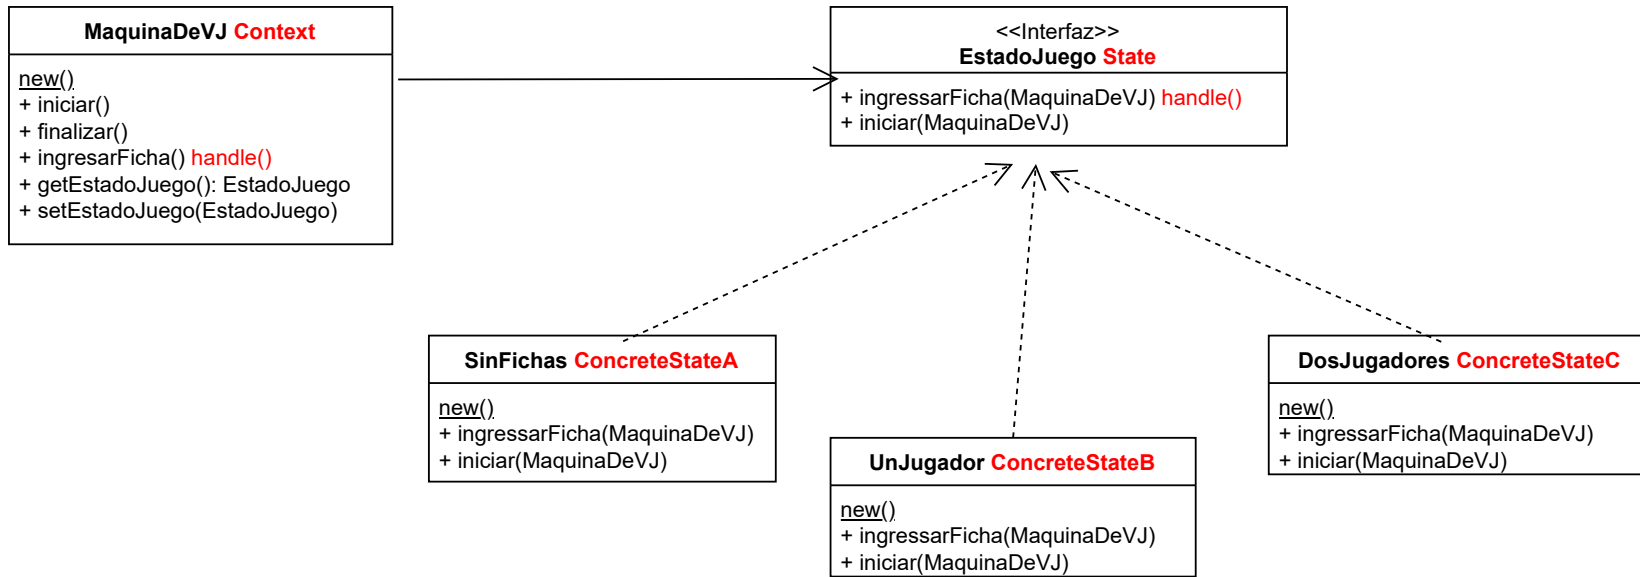 MaquinaDeVJ Context
new()
+ iniciar()
+ finalizar()
+ ingresarFicha() handle()
+ getEstadoJuego(): EstadoJuego
+ setEstadoJuego(EstadoJuego)
<<Interfaz>>
EstadoJuego State
+ ingressarFicha(MaquinaDeVJ) handle()
+ iniciar(MaquinaDeVJ)
SinFichas ConcreteStateA
new()
+ ingressarFicha(MaquinaDeVJ)
+ iniciar(MaquinaDeVJ)
UnJugador ConcreteStateB
new()
+ ingressarFicha(MaquinaDeVJ)
+ iniciar(MaquinaDeVJ)
DosJugadores ConcreteStateC
new()
+ ingressarFicha(MaquinaDeVJ)
+ iniciar(MaquinaDeVJ)